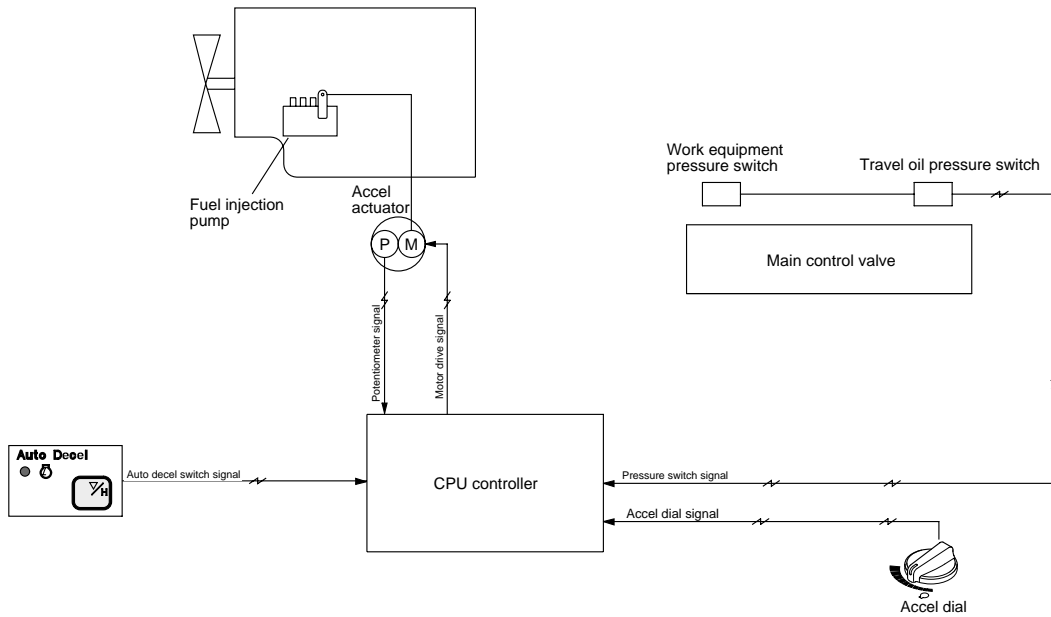 Work equipment
pressure switch
Travel oil pressure switch
Fuel injection
pump
Accel
actuator
P
M
Main control valve
Potentiometer signal
Motor drive signal
Auto Decel
H
Auto decel switch signal
CPU controller
Pressure switch signal
Accel dial signal
Accel dial